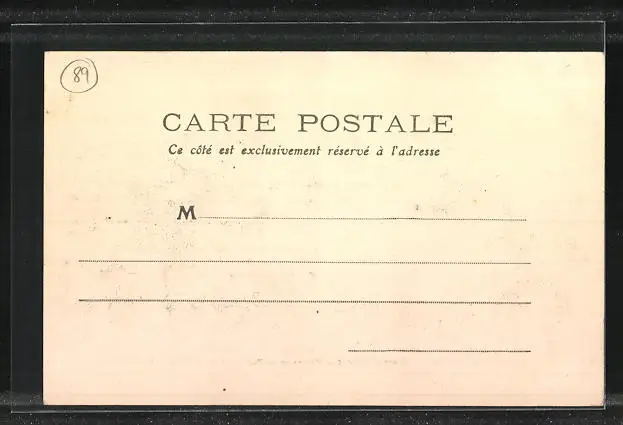 89
CARTE POSTALE
Ce côté est exclusivement réservé à l'adresse
M